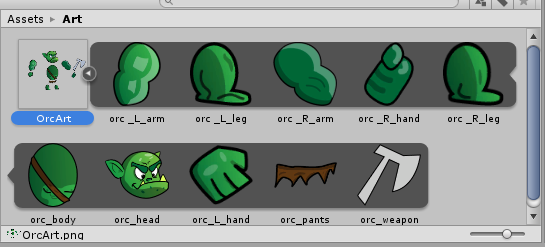 Assets ▸ Art
OrcArt orc _L_arm orc _L_leg orc _R_arm orc _R_hand orc _R_leg
orc_body orc_head orc_L_hand orc_pants orc_weapon
OrcArt.png